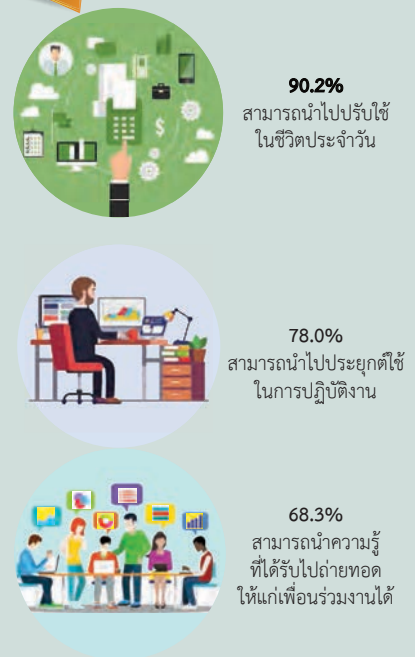 90.2%
สามารถนำไปปรับใช้
ในชีวิตประจำวัน
78.0%
สามารถนำไปประยุกต์ใช้
ในการปฏิบัติงาน
68.3%
สามารถนำความรู้
ที่ได้รับไปถ่ายทอด
ให้แก่เพื่อนร่วมงานได้